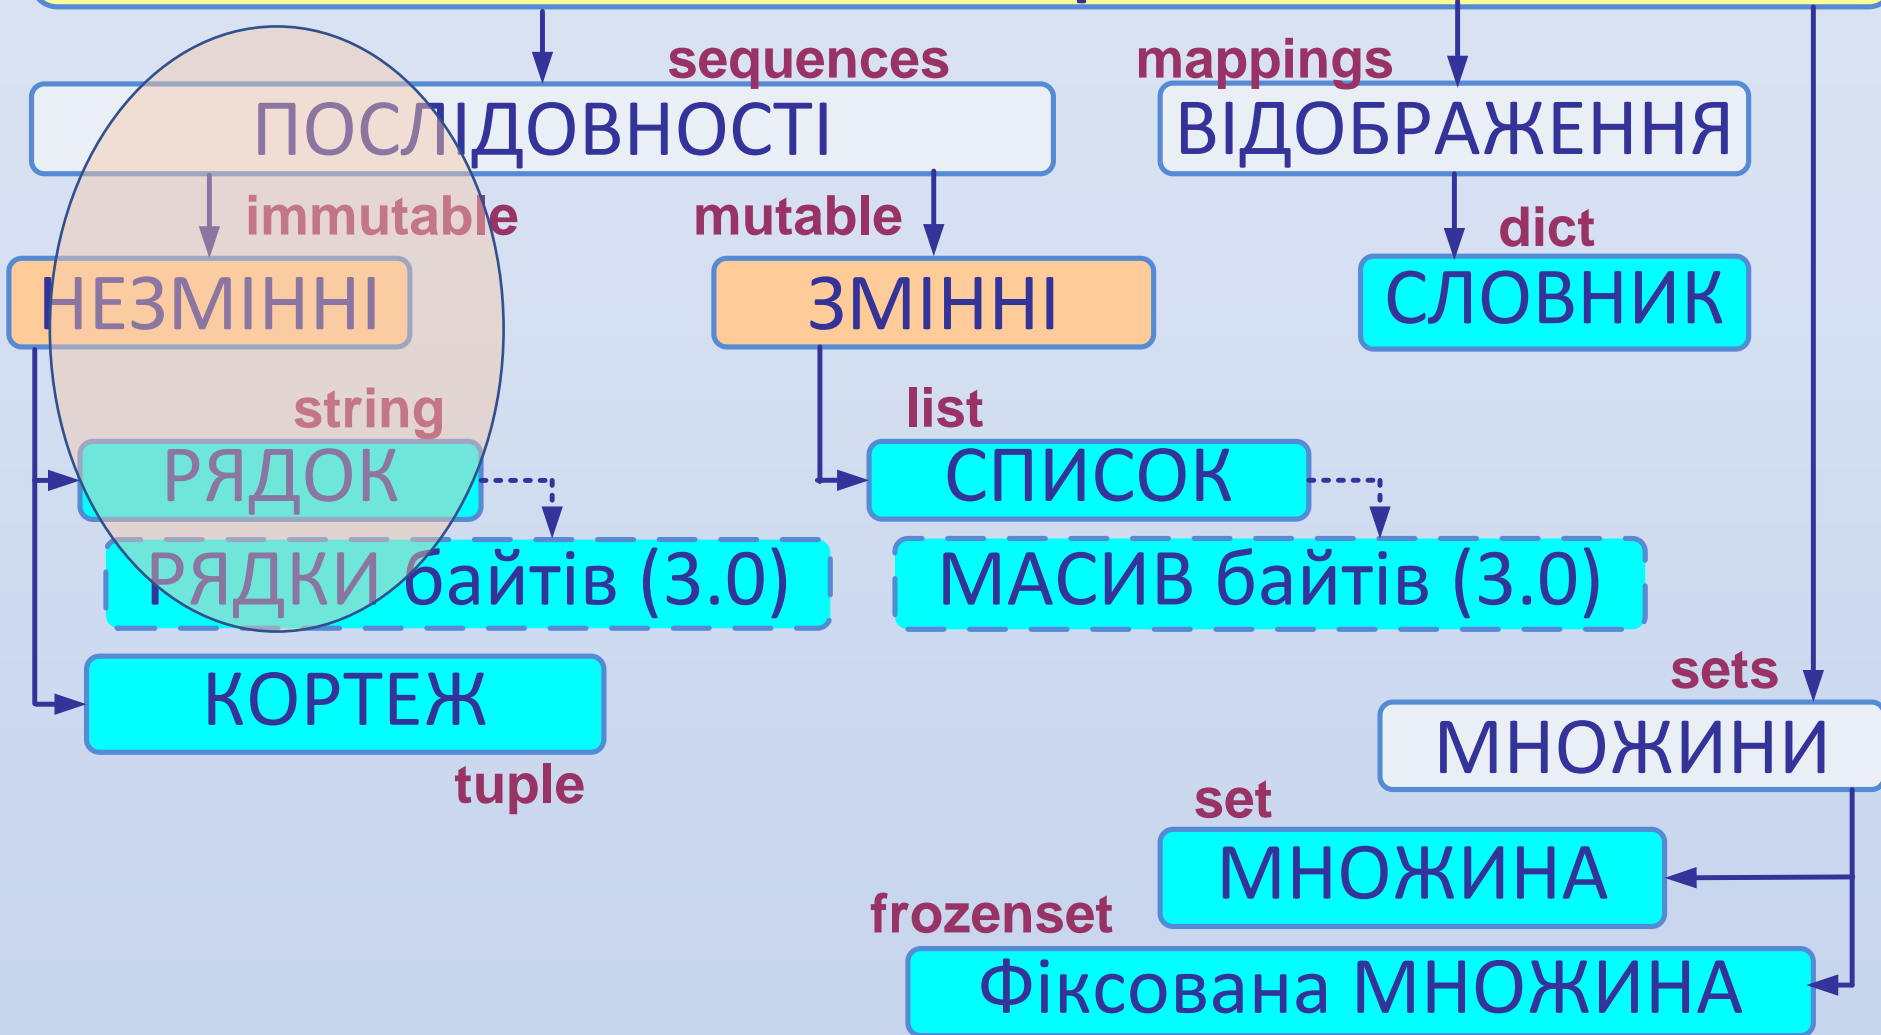 sequences
mappings
ПОСЛІДОВНОСТІ
ВІДОБРАЖЕННЯ
immutable
mutable
dict
НЕЗМІННІ
ЗМІННІ
СЛОВНИК
string
list
РЯДОК
СПИСОК
РЯДКИ байтів (3.0)
МАСИВ байтів (3.0)
КОРТЕЖ
sets
tuple
МНОЖИНИ
set
МНОЖИНА
frozenset
Фіксована МНОЖИНА